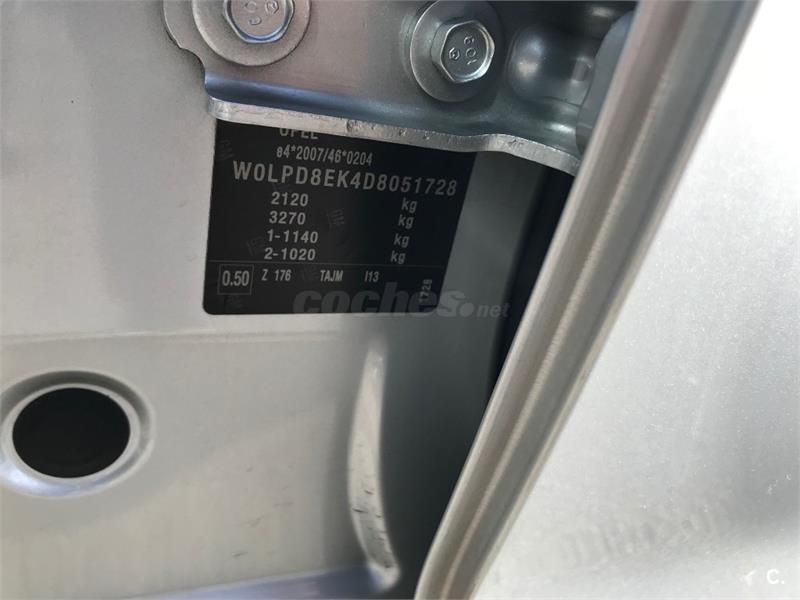 OPEL
e4*2007/46*0204
W0LPD8EK4D8051728
2120 kg
3270 kg
1-1140 kg
2-1020 kg
0.50 Z 176 TAJM I13
1728
coches.net
C.